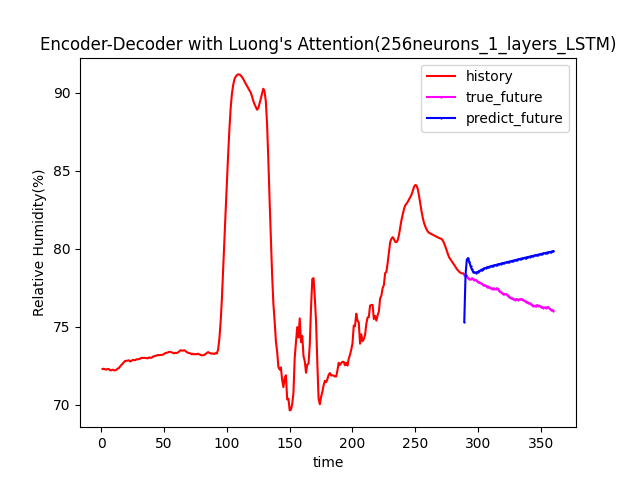 Encoder-Decoder with Luong's Attention(256neurons_1_layers_LSTM)
history
true_future
predict_future
Relative Humidity(%)
90
85
80
75
70
0 50 100 150 200 250 300 350
time